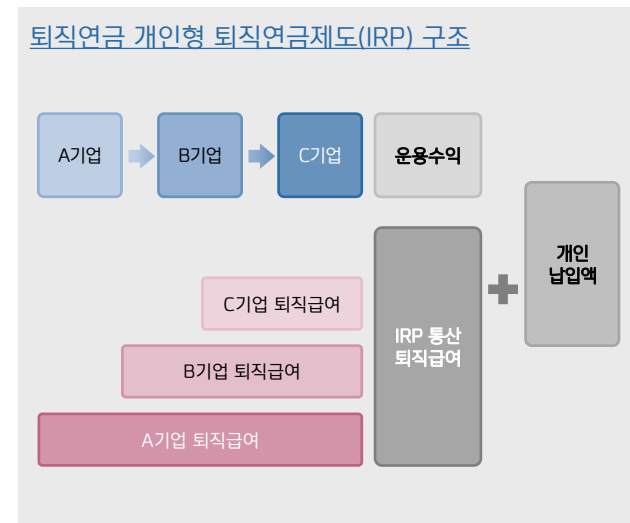 퇴직연금 개인형 퇴직연금제도(IRP) 구조
A기업
B기업
C기업
운용수익
개인
납입액
C기업 퇴직급여
IRP 통산
퇴직급여
B기업 퇴직급여
A기업 퇴직급여